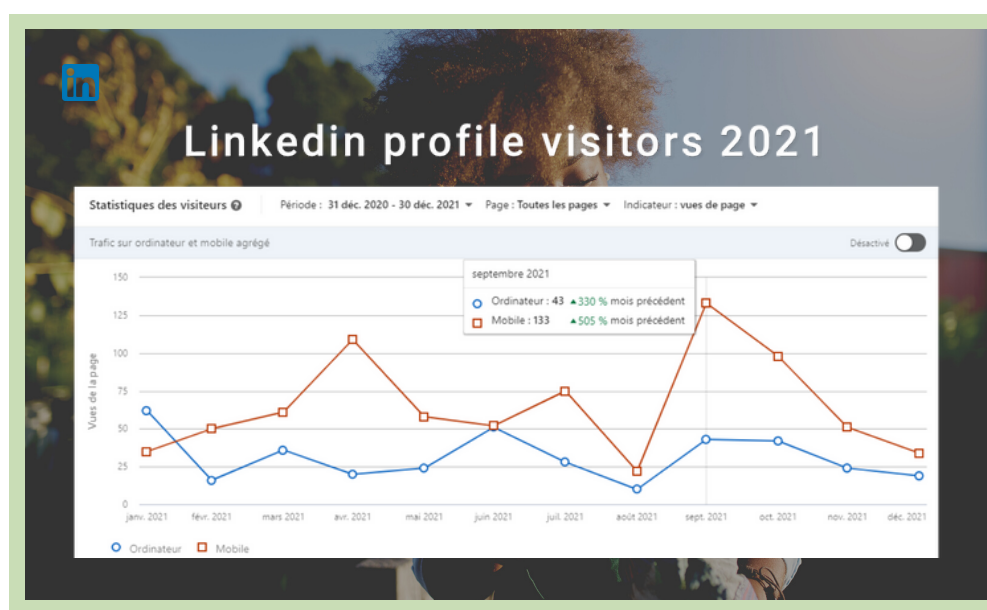 in
Linkedin profile visitors 2021
Statistiques des visiteurs ? Période : 31 déc. 2020 - 30 déc. 2021 Page : Toutes les pages Indicateur : vues de page
Trafic sur ordinateur et mobile agrégé Désactivé
septembre 2021
Ordinateur : 43 ▲330 % mois précédent
Mobile : 133 ▲505 % mois précédent
Vues de la page
150
125
100
75
50
25
0
janv. 2021 févr. 2021 mars 2021 avr. 2021 mai 2021 juin 2021 juil. 2021 août 2021 sept. 2021 oct. 2021 nov. 2021 déc. 2021
Ordinateur Mobile